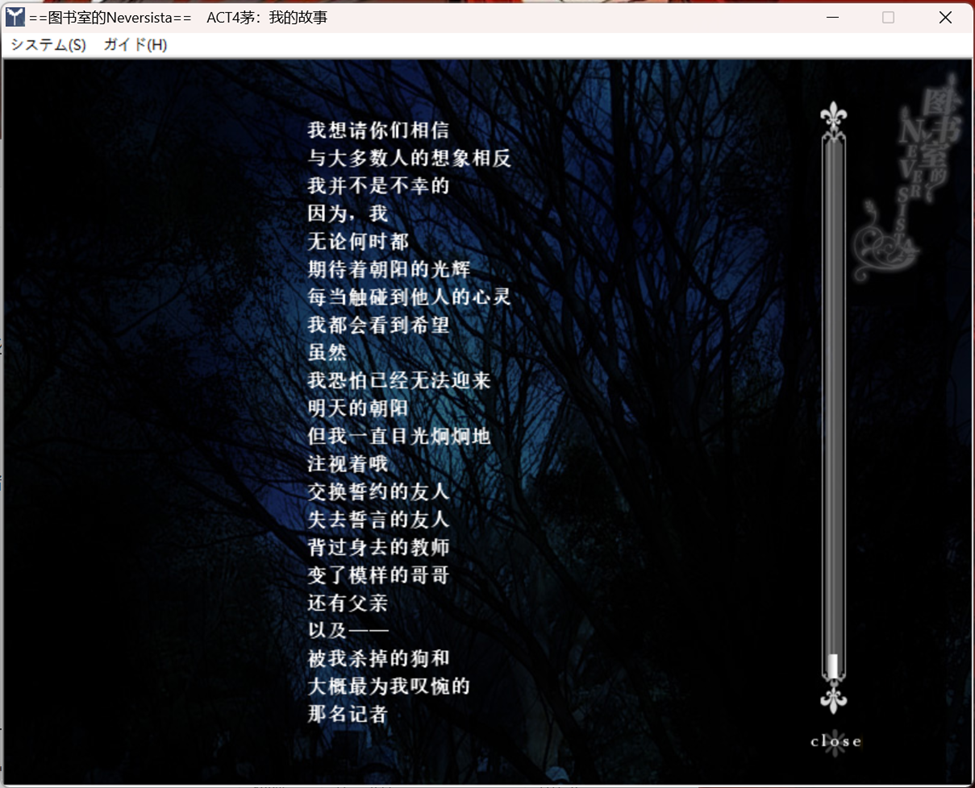 ==图书室的Neversista== ACT4茅：我的故事
システム(S) ガイド(H)
我想请你们相信
与大多数人的想象相反
我并不是不幸的
因为，我
无论何时都
期待着朝阳的光辉
每当触碰到他人的心灵
我都会看到希望
虽然
我恐怕已经无法迎来
明天的朝阳
但我一直目光炯炯地
注视着哦
交换誓约的友人
失去誓言的友人
背过身去的教师
变了模样的哥哥
还有父亲
以及——
被我杀掉的狗和
大概最为我叹惋的
那名记者
图书室的
NEVERSISTA
close